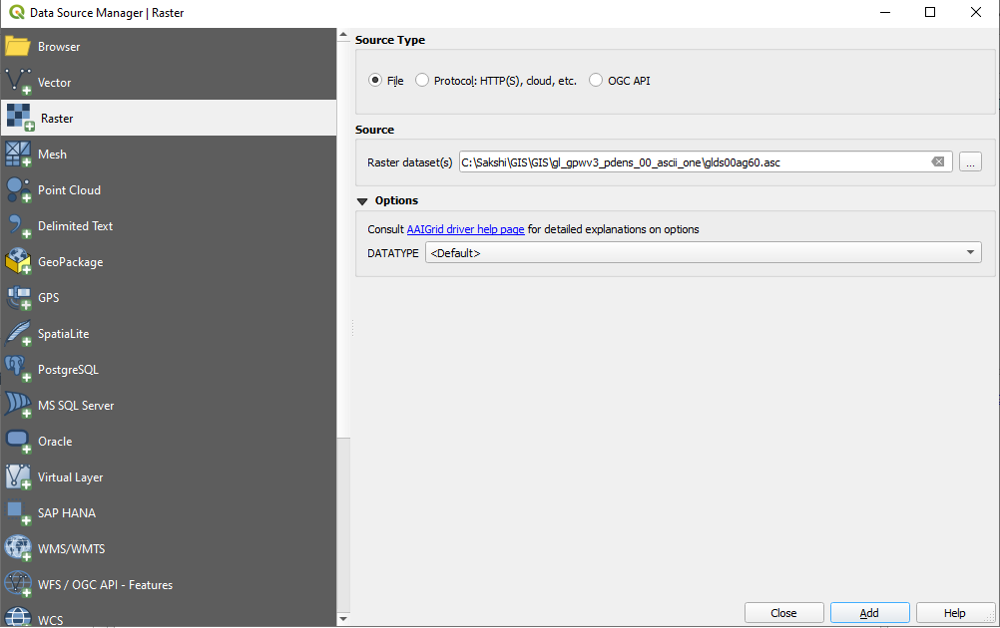 Data Source Manager | Raster
Browser
Vector
Raster
Mesh
Point Cloud
Delimited Text
GeoPackage
GPS
SpatiaLite
PostgreSQL
MS SQL Server
Oracle
Virtual Layer
SAP HANA
WMS/WMTS
WFS / OGC API - Features
WCS
Source Type
File Protocol: HTTP(S), cloud, etc. OGC API
Source
Raster dataset(s) C:\Sakshi\GIS\GIS\gl_gpwv3_pdens_00_ascii_one\glds00ag60.asc ...
Options
Consult AAIGrid driver help page for detailed explanations on options
DATATYPE <Default>
Close Add Help